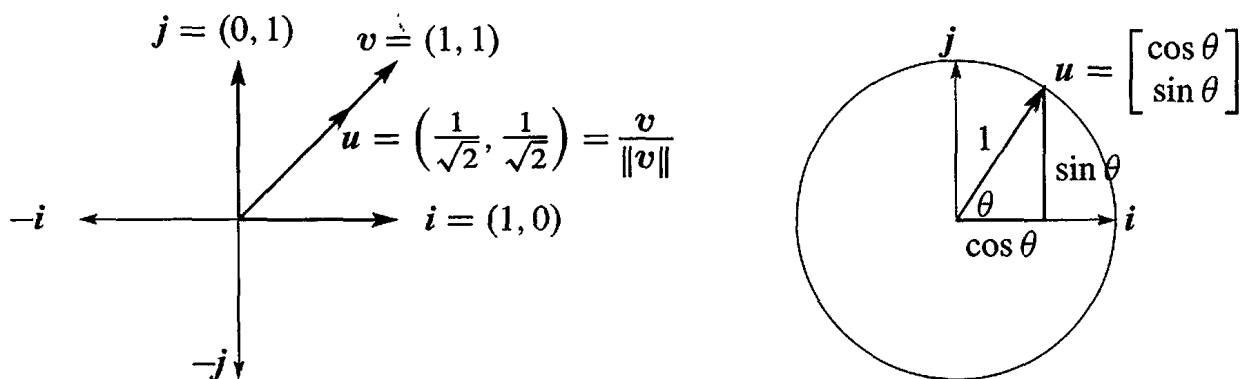 j = (0, 1)
v = (1, 1)
u = (1/√2, 1/√2) = v/‖v‖
−i
i = (1, 0)
−j
j
u = [cos θ
sin θ]
1
sin θ
θ
i
cos θ